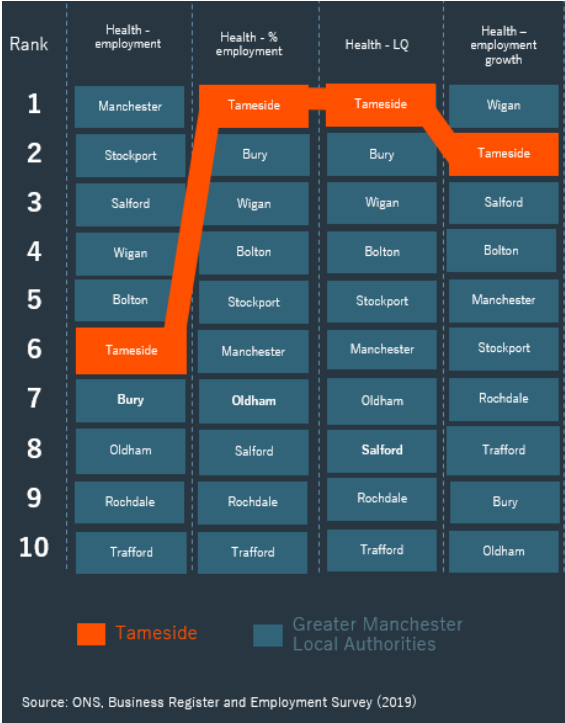 Rank
Health -
employment
Health - %
employment
Health - LQ
Health –
employment
growth
1 Manchester Tameside Tameside Wigan
2 Stockport Bury Bury Tameside
3 Salford Wigan Wigan Salford
4 Wigan Bolton Bolton Bolton
5 Bolton Stockport Stockport Manchester
6 Tameside Manchester Manchester Stockport
7 Bury Oldham Oldham Rochdale
8 Oldham Salford Salford Trafford
9 Rochdale Rochdale Rochdale Bury
10 Trafford Trafford Trafford Oldham
Tameside
Greater Manchester
Local Authorities
Source: ONS, Business Register and Employment Survey (2019)